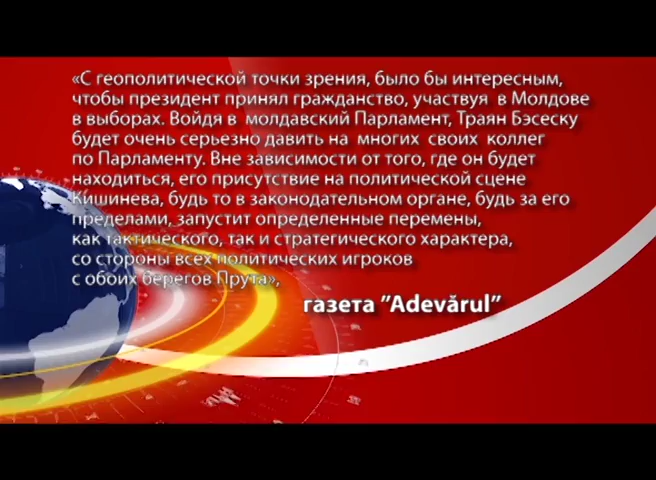 «С геополитической точки зрения, было бы интересным,
чтобы президент принял гражданство, участвуя в Молдове
в выборах. Войдя в молдавский Парламент, Траян Бэсеску
будет очень серьезно давить на многих своих коллег
по Парламенту. Вне зависимости от того, где он будет
находиться, его присутствие на политической сцене
Кишинева, будь то в законодательном органе, будь за его
пределами, запустит определенные перемены,
как тактического, так и стратегического характера,
со стороны всех политических игроков
с обоих берегов Прута»,
газета "Adevărul"